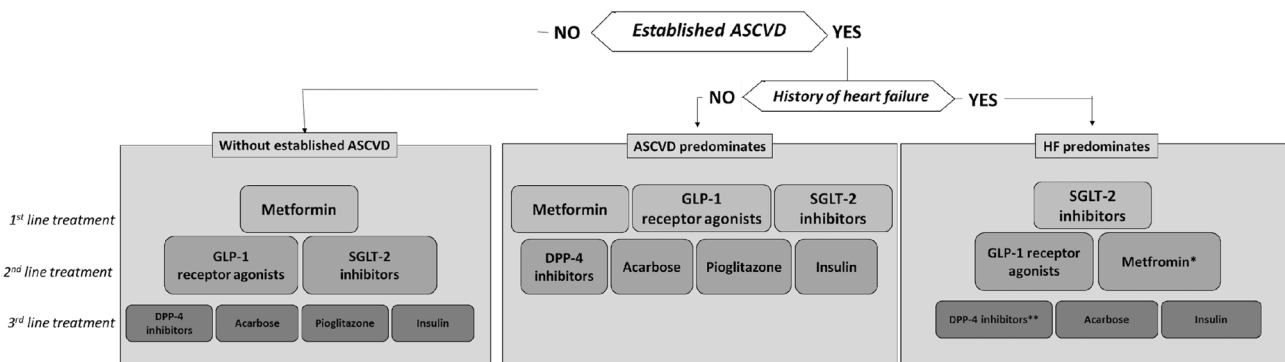 NO Established ASCVD YES
NO History of heart failure YES
Without established ASCVD
ASCVD predominates
HF predominates
1st line treatment
Metformin
Metformin
GLP-1
receptor agonists
SGLT-2
inhibitors
SGLT-2
inhibitors
2nd line treatment
GLP-1
receptor agonists
SGLT-2
inhibitors
DPP-4
inhibitors
Acarbose
Pioglitazone
Insulin
GLP-1 receptor
agonists
Metfromin*
3rd line treatment
DPP-4
inhibitors
Acarbose
Pioglitazone
Insulin
DPP-4 inhibitors**
Acarbose
Insulin